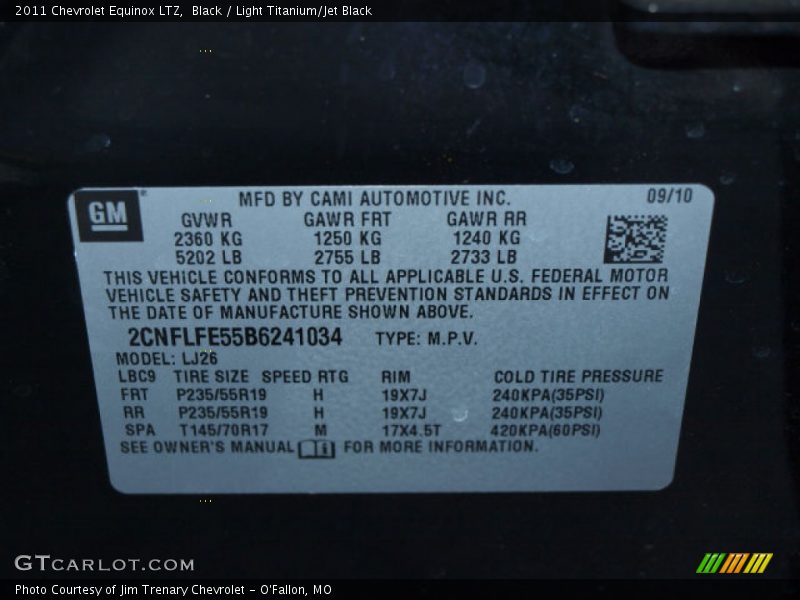 2011 Chevrolet Equinox LTZ,  Black / Light Titanium/Jet Black
GM
MFD BY CAMI AUTOMOTIVE INC. 09/10
GVWR GAWR FRT GAWR RR
2360 KG 1250 KG 1240 KG
5202 LB 2755 LB 2733 LB
THIS VEHICLE CONFORMS TO ALL APPLICABLE U.S. FEDERAL MOTOR
VEHICLE SAFETY AND THEFT PREVENTION STANDARDS IN EFFECT ON
THE DATE OF MANUFACTURE SHOWN ABOVE.
2CNFLFE55B6241034 TYPE: M.P.V.
MODEL: LJ26
LBC9 TIRE SIZE SPEED RTG RIM COLD TIRE PRESSURE
FRT P235/55R19 H 19X7J 240KPA(35PSI)
RR P235/55R19 H 19X7J 240KPA(35PSI)
SPA T145/70R17 M 17X4.5T 420KPA(60PSI)
SEE OWNER'S MANUAL FOR MORE INFORMATION.
GTCARLOT.COM
Photo Courtesy of Jim Trenary Chevrolet - O'Fallon, MO